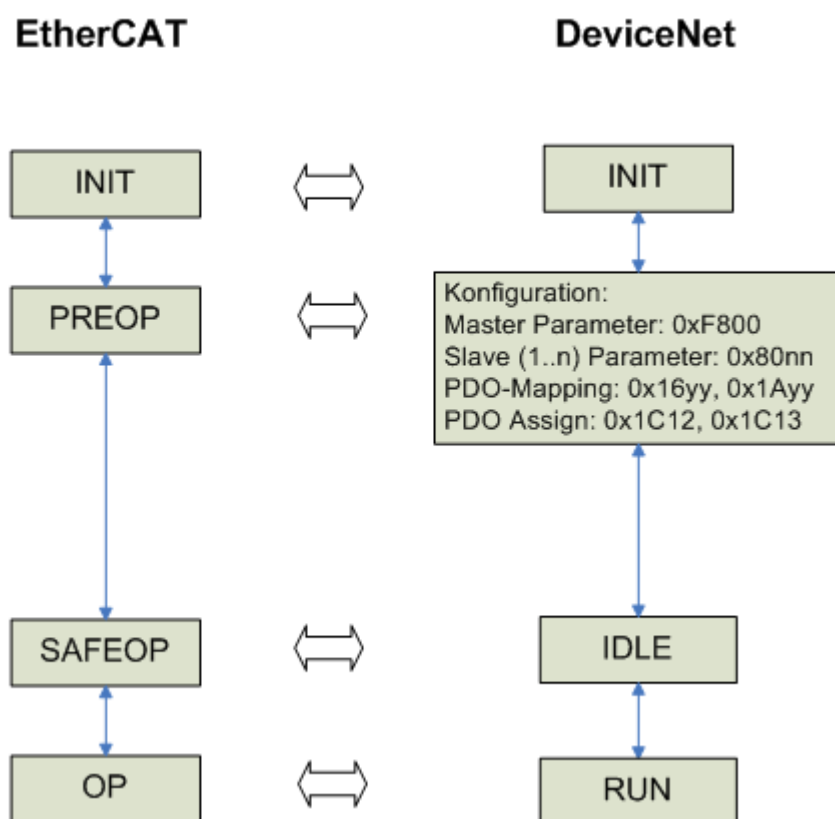 EtherCAT
DeviceNet
INIT
INIT
PREOP
Konfiguration:
Master Parameter: 0xF800
Slave (1..n) Parameter: 0x80nn
PDO-Mapping: 0x16yy, 0x1Ayy
PDO Assign: 0x1C12, 0x1C13
SAFEOP
IDLE
OP
RUN